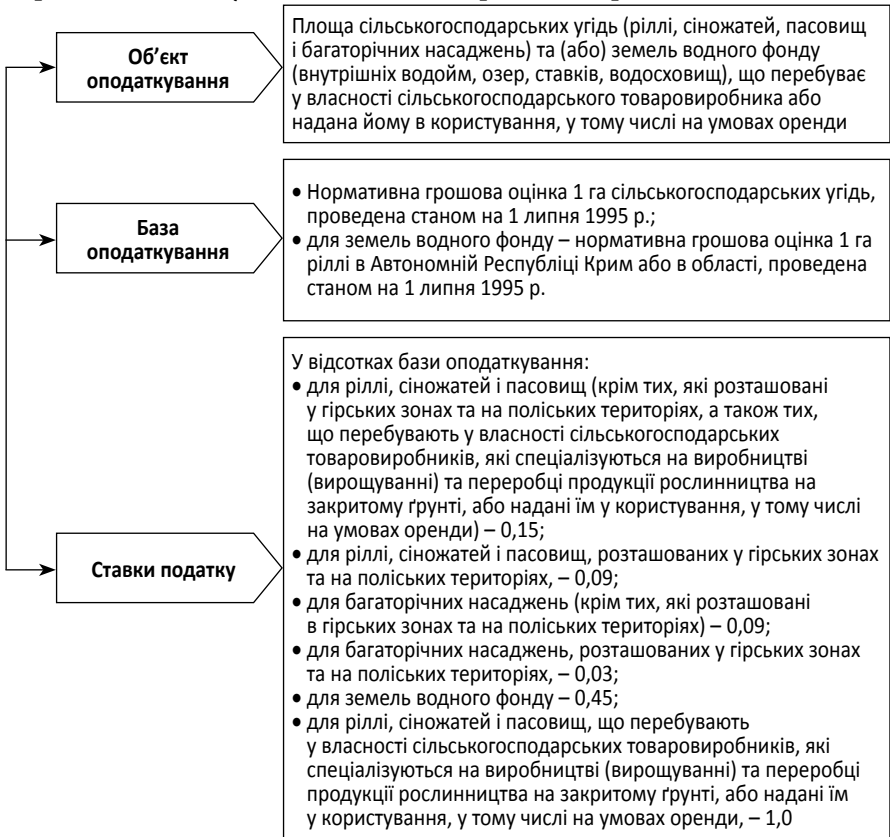 Об’єкт
оподаткування
Площа сільськогосподарських угідь (ріллі, сіножатей, пасовищ
і багаторічних насаджень) та (або) земель водного фонду
(внутрішніх водойм, озер, ставків, водосховищ), що перебуває
у власності сільськогосподарського товаровиробника або
надана йому в користування, у тому числі на умовах оренди
База
оподаткування
• Нормативна грошова оцінка 1 га сільськогосподарських угідь,
проведена станом на 1 липня 1995 р.;
• для земель водного фонду – нормативна грошова оцінка 1 га
ріллі в Автономній Республіці Крим або в області, проведена
станом на 1 липня 1995 р.
Ставки податку
У відсотках бази оподаткування:
• для ріллі, сіножатей і пасовищ (крім тих, які розташовані
у гірських зонах та на поліських територіях, а також тих,
що перебувають у власності сільськогосподарських
товаровиробників, які спеціалізуються на виробництві
(вирощуванні) та переробці продукції рослинництва на
закритому ґрунті, або надані їм у користування, у тому числі
на умовах оренди) – 0,15;
• для ріллі, сіножатей і пасовищ, розташованих у гірських зонах
та на поліських територіях, – 0,09;
• для багаторічних насаджень (крім тих, які розташовані
в гірських зонах та на поліських територіях) – 0,09;
• для багаторічних насаджень, розташованих у гірських зонах
та на поліських територіях, – 0,03;
• для земель водного фонду – 0,45;
• для ріллі, сіножатей і пасовищ, що перебувають
у власності сільськогосподарських товаровиробників, які
спеціалізуються на виробництві (вирощуванні) та переробці
продукції рослинництва на закритому ґрунті, або надані їм
у користування, у тому числі на умовах оренди, – 1,0